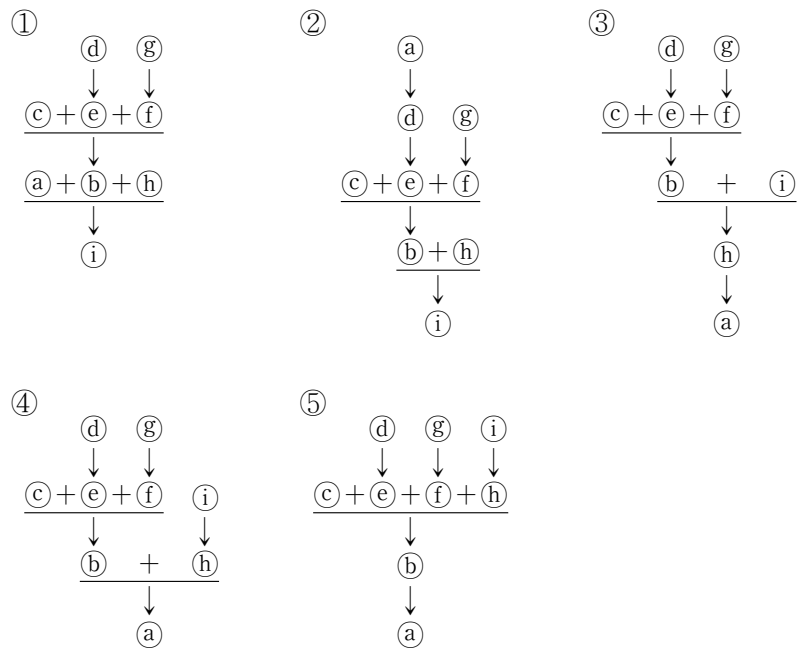 ① ② ③
ⓓ ⓖ ⓐ ⓓ ⓖ
ⓒ + ⓔ + ⓕ ⓓ ⓖ ⓒ + ⓔ + ⓕ
ⓐ + ⓑ + ⓗ ⓒ + ⓔ + ⓕ ⓑ + ⓘ
ⓘ ⓑ + ⓗ ⓗ
ⓘ ⓐ
④ ⑤
ⓓ ⓖ ⓓ ⓖ ⓘ
ⓒ + ⓔ + ⓕ ⓘ ⓒ + ⓔ + ⓕ + ⓗ
ⓑ + ⓗ ⓑ
ⓐ ⓐ